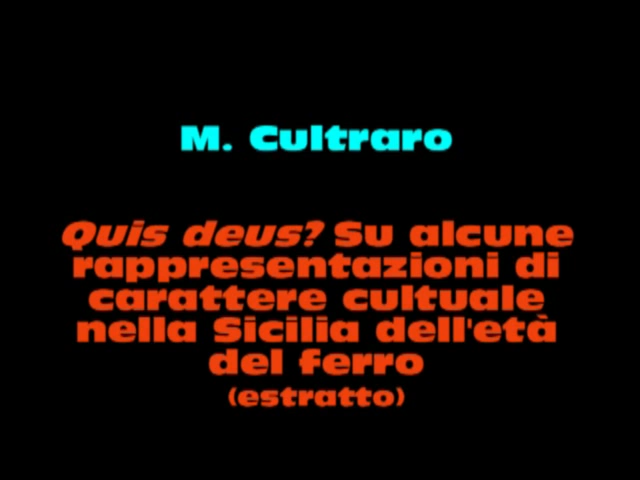 M. Cultraro
Quis deus? Su alcune
rappresentazioni di
carattere cultuale
nella Sicilia dell'età
del ferro
(estratto)